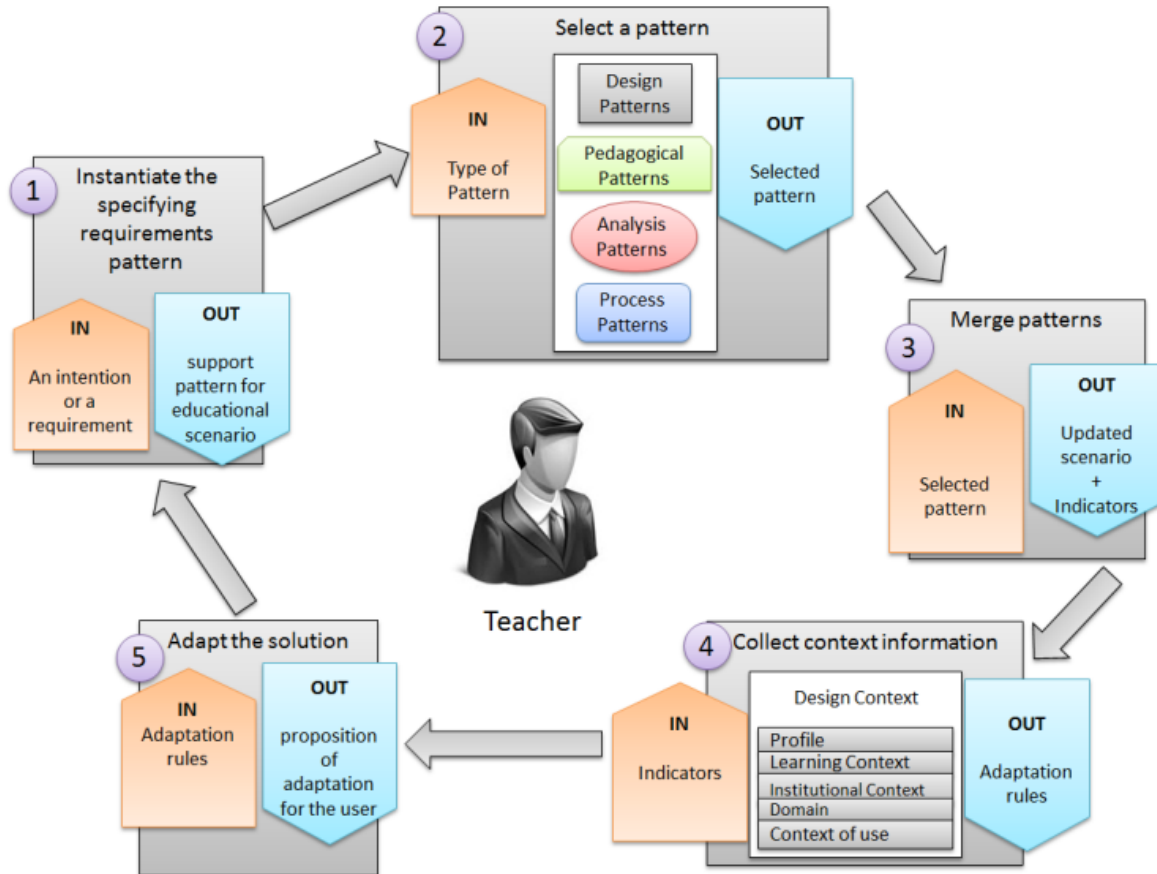 1
Instantiate the
specifying
requirements
pattern
IN
An intention
or a
requirement
OUT
support
pattern for
educational
scenario
2
Select a pattern
IN
Type of
Pattern
Design
Patterns
Pedagogical
Patterns
Analysis
Patterns
Process
Patterns
OUT
Selected
pattern
3
Merge patterns
IN
Selected
pattern
OUT
Updated
scenario
+
Indicators
Teacher
4
Collect context information
IN
Indicators
Design Context
Profile
Learning Context
Institutional Context
Domain
Context of use
OUT
Adaptation
rules
5
Adapt the solution
IN
Adaptation
rules
OUT
proposition
of
adaptation
for the user